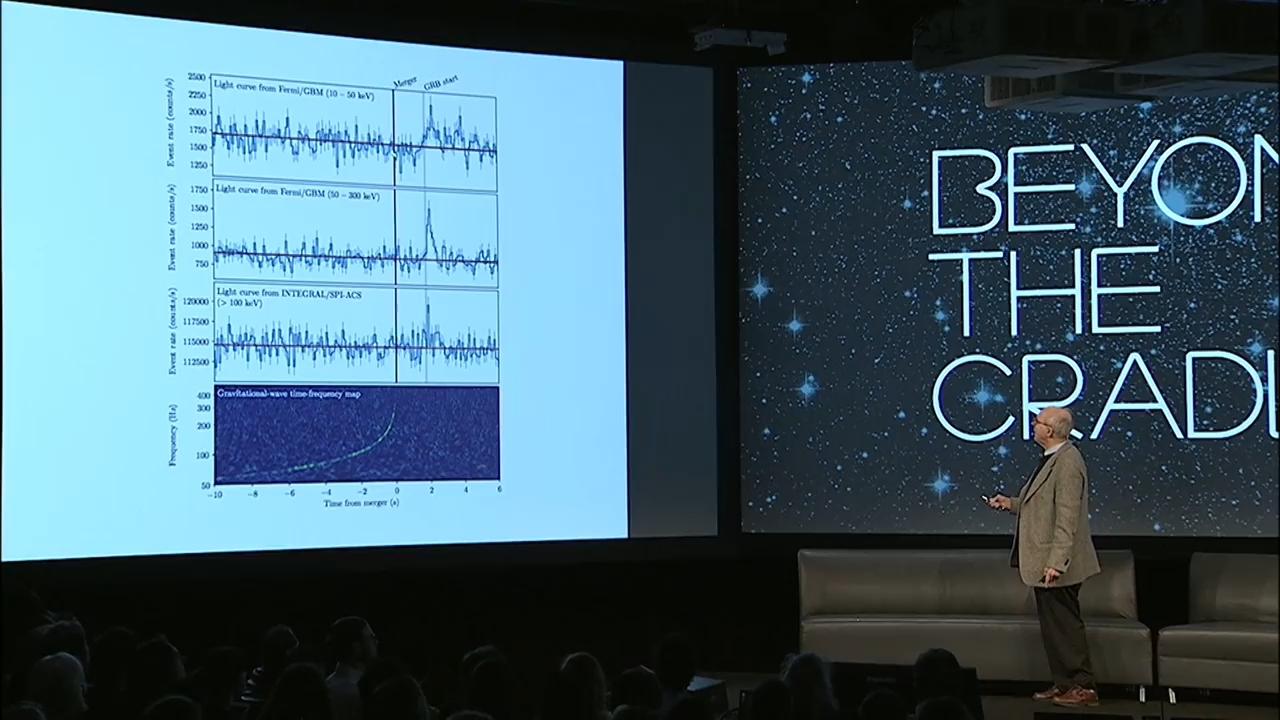 Merger
GRB start
Light curve from Fermi/GBM (10 − 50 keV)
Event rate (counts/s)
2500
2250
2000
1750
1500
1250
Light curve from Fermi/GBM (50 − 300 keV)
Event rate (counts/s)
1750
1500
1250
1000
750
Light curve from INTEGRAL/SPI-ACS
(> 100 keV)
Event rate (counts/s)
120000
117500
115000
112500
Gravitational-wave time-frequency map
Frequency (Hz)
400
300
200
100
50
−10 −8 −6 −4 −2 0 2 4 6
Time from merger (s)
BEYON
THE
CRADL